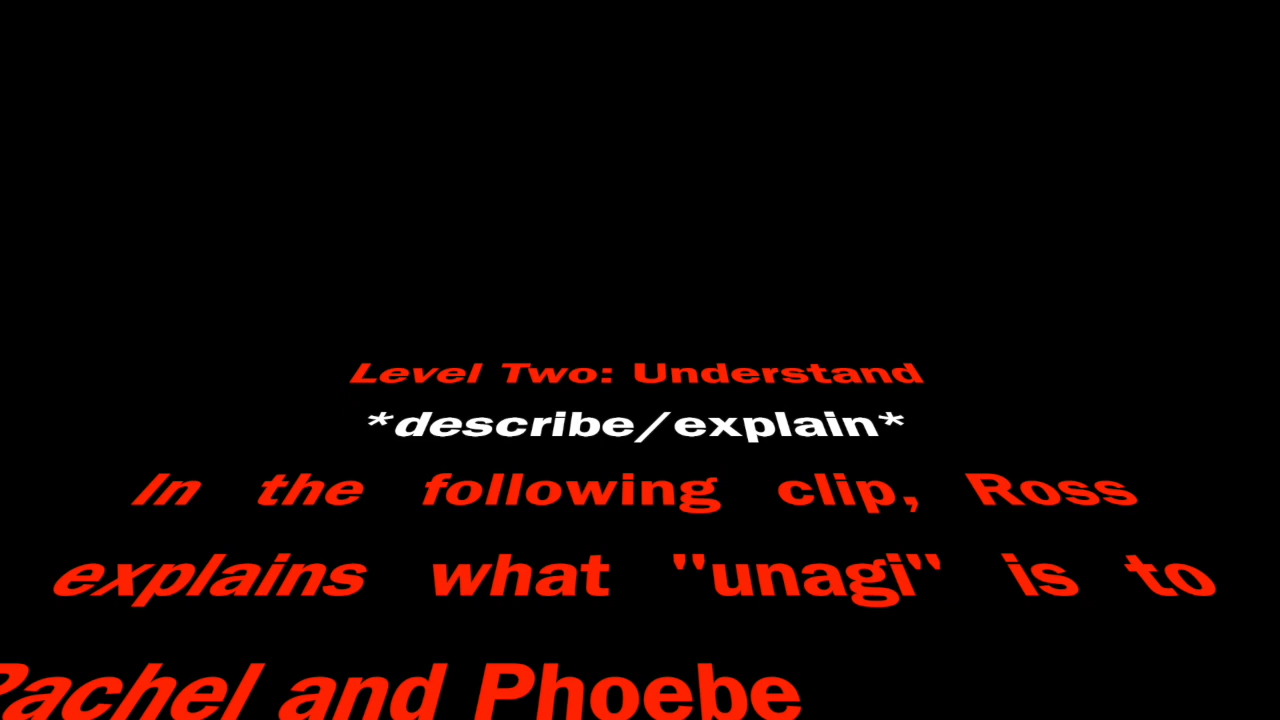 Level Two: Understand
*describe/explain*
In the following clip, Ross
explains what "unagi" is to
Rachel and Phoebe